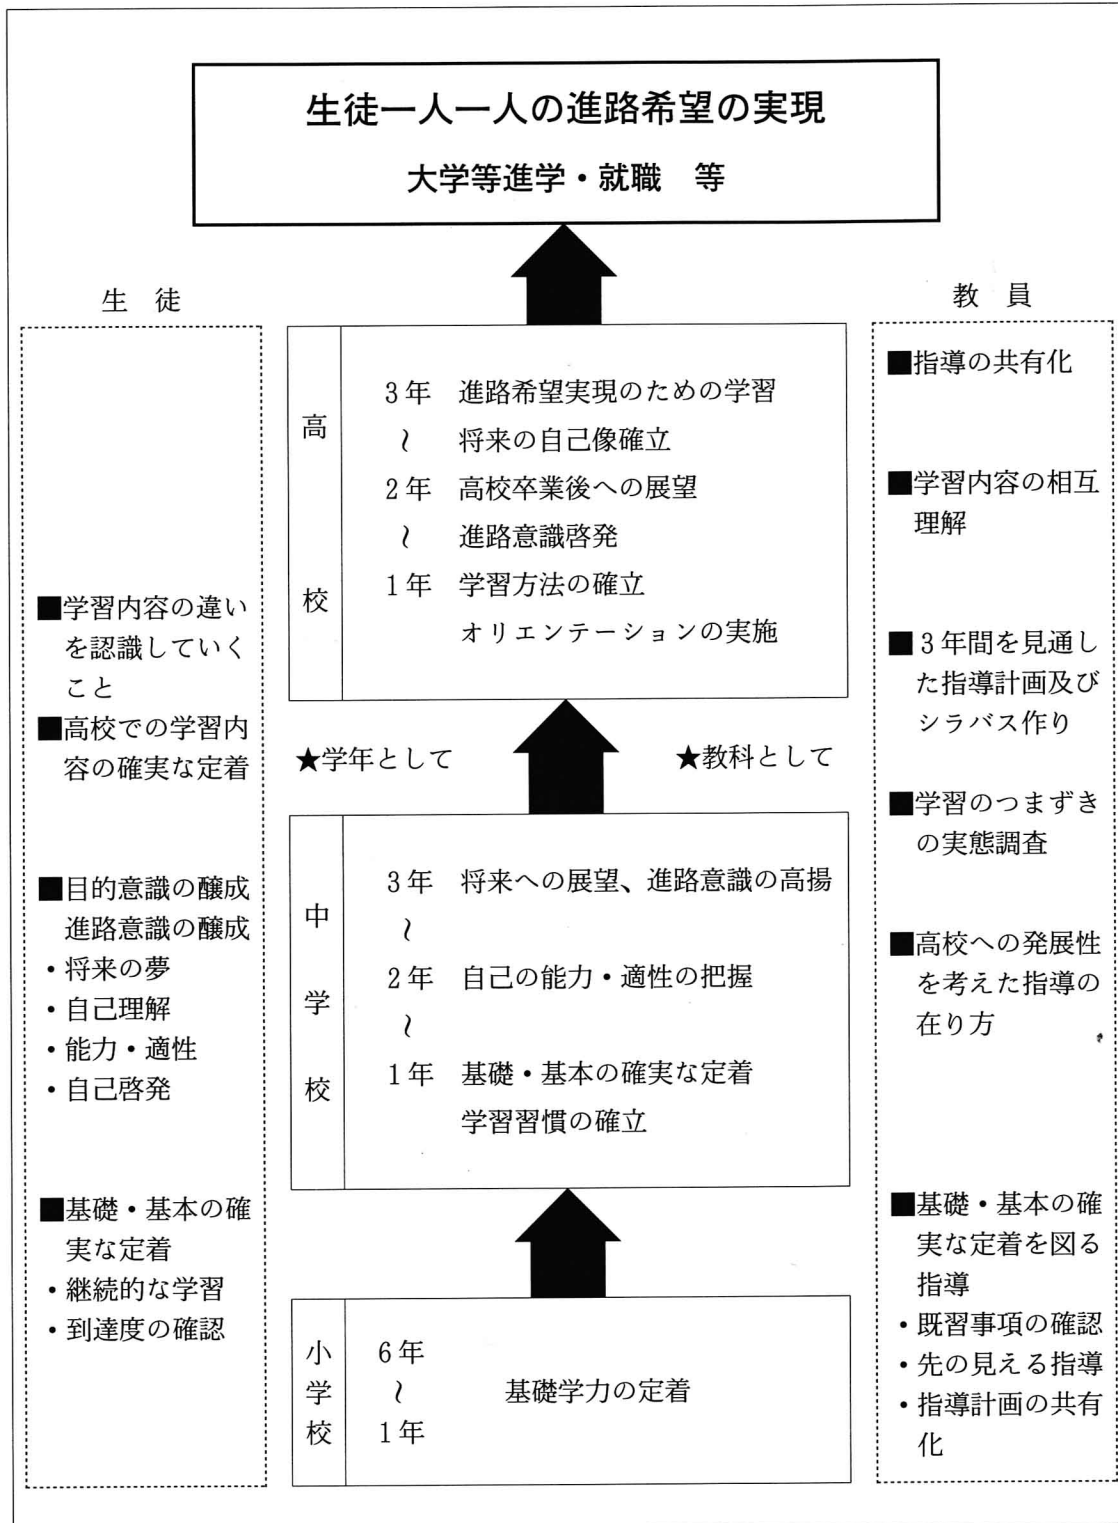 生徒一人一人の進路希望の実現
大学等進学・就職　等
生　徒
■学習内容の違い
を認識していく
こと
■高校での学習内
容の確実な定着
■目的意識の醸成
進路意識の醸成
・将来の夢
・自己理解
・能力・適性
・自己啓発
■基礎・基本の確
実な定着
・継続的な学習
・到達度の確認
高校
3年　進路希望実現のための学習
～　将来の自己像確立
2年　高校卒業後への展望
～　進路意識啓発
1年　学習方法の確立
オリエンテーションの実施
★学年として　★教科として
中学校
3年　将来への展望、進路意識の高揚
～
2年　自己の能力・適性の把握
～
1年　基礎・基本の確実な定着
学習習慣の確立
小学校
6年
～　基礎学力の定着
1年
教　員
■指導の共有化
■学習内容の相互
理解
■3年間を見通し
た指導計画及び
シラバス作り
■学習のつまずき
の実態調査
■高校への発展性
を考えた指導の
在り方
■基礎・基本の確
実な定着を図る
指導
・既習事項の確認
・先の見える指導
・指導計画の共有
化